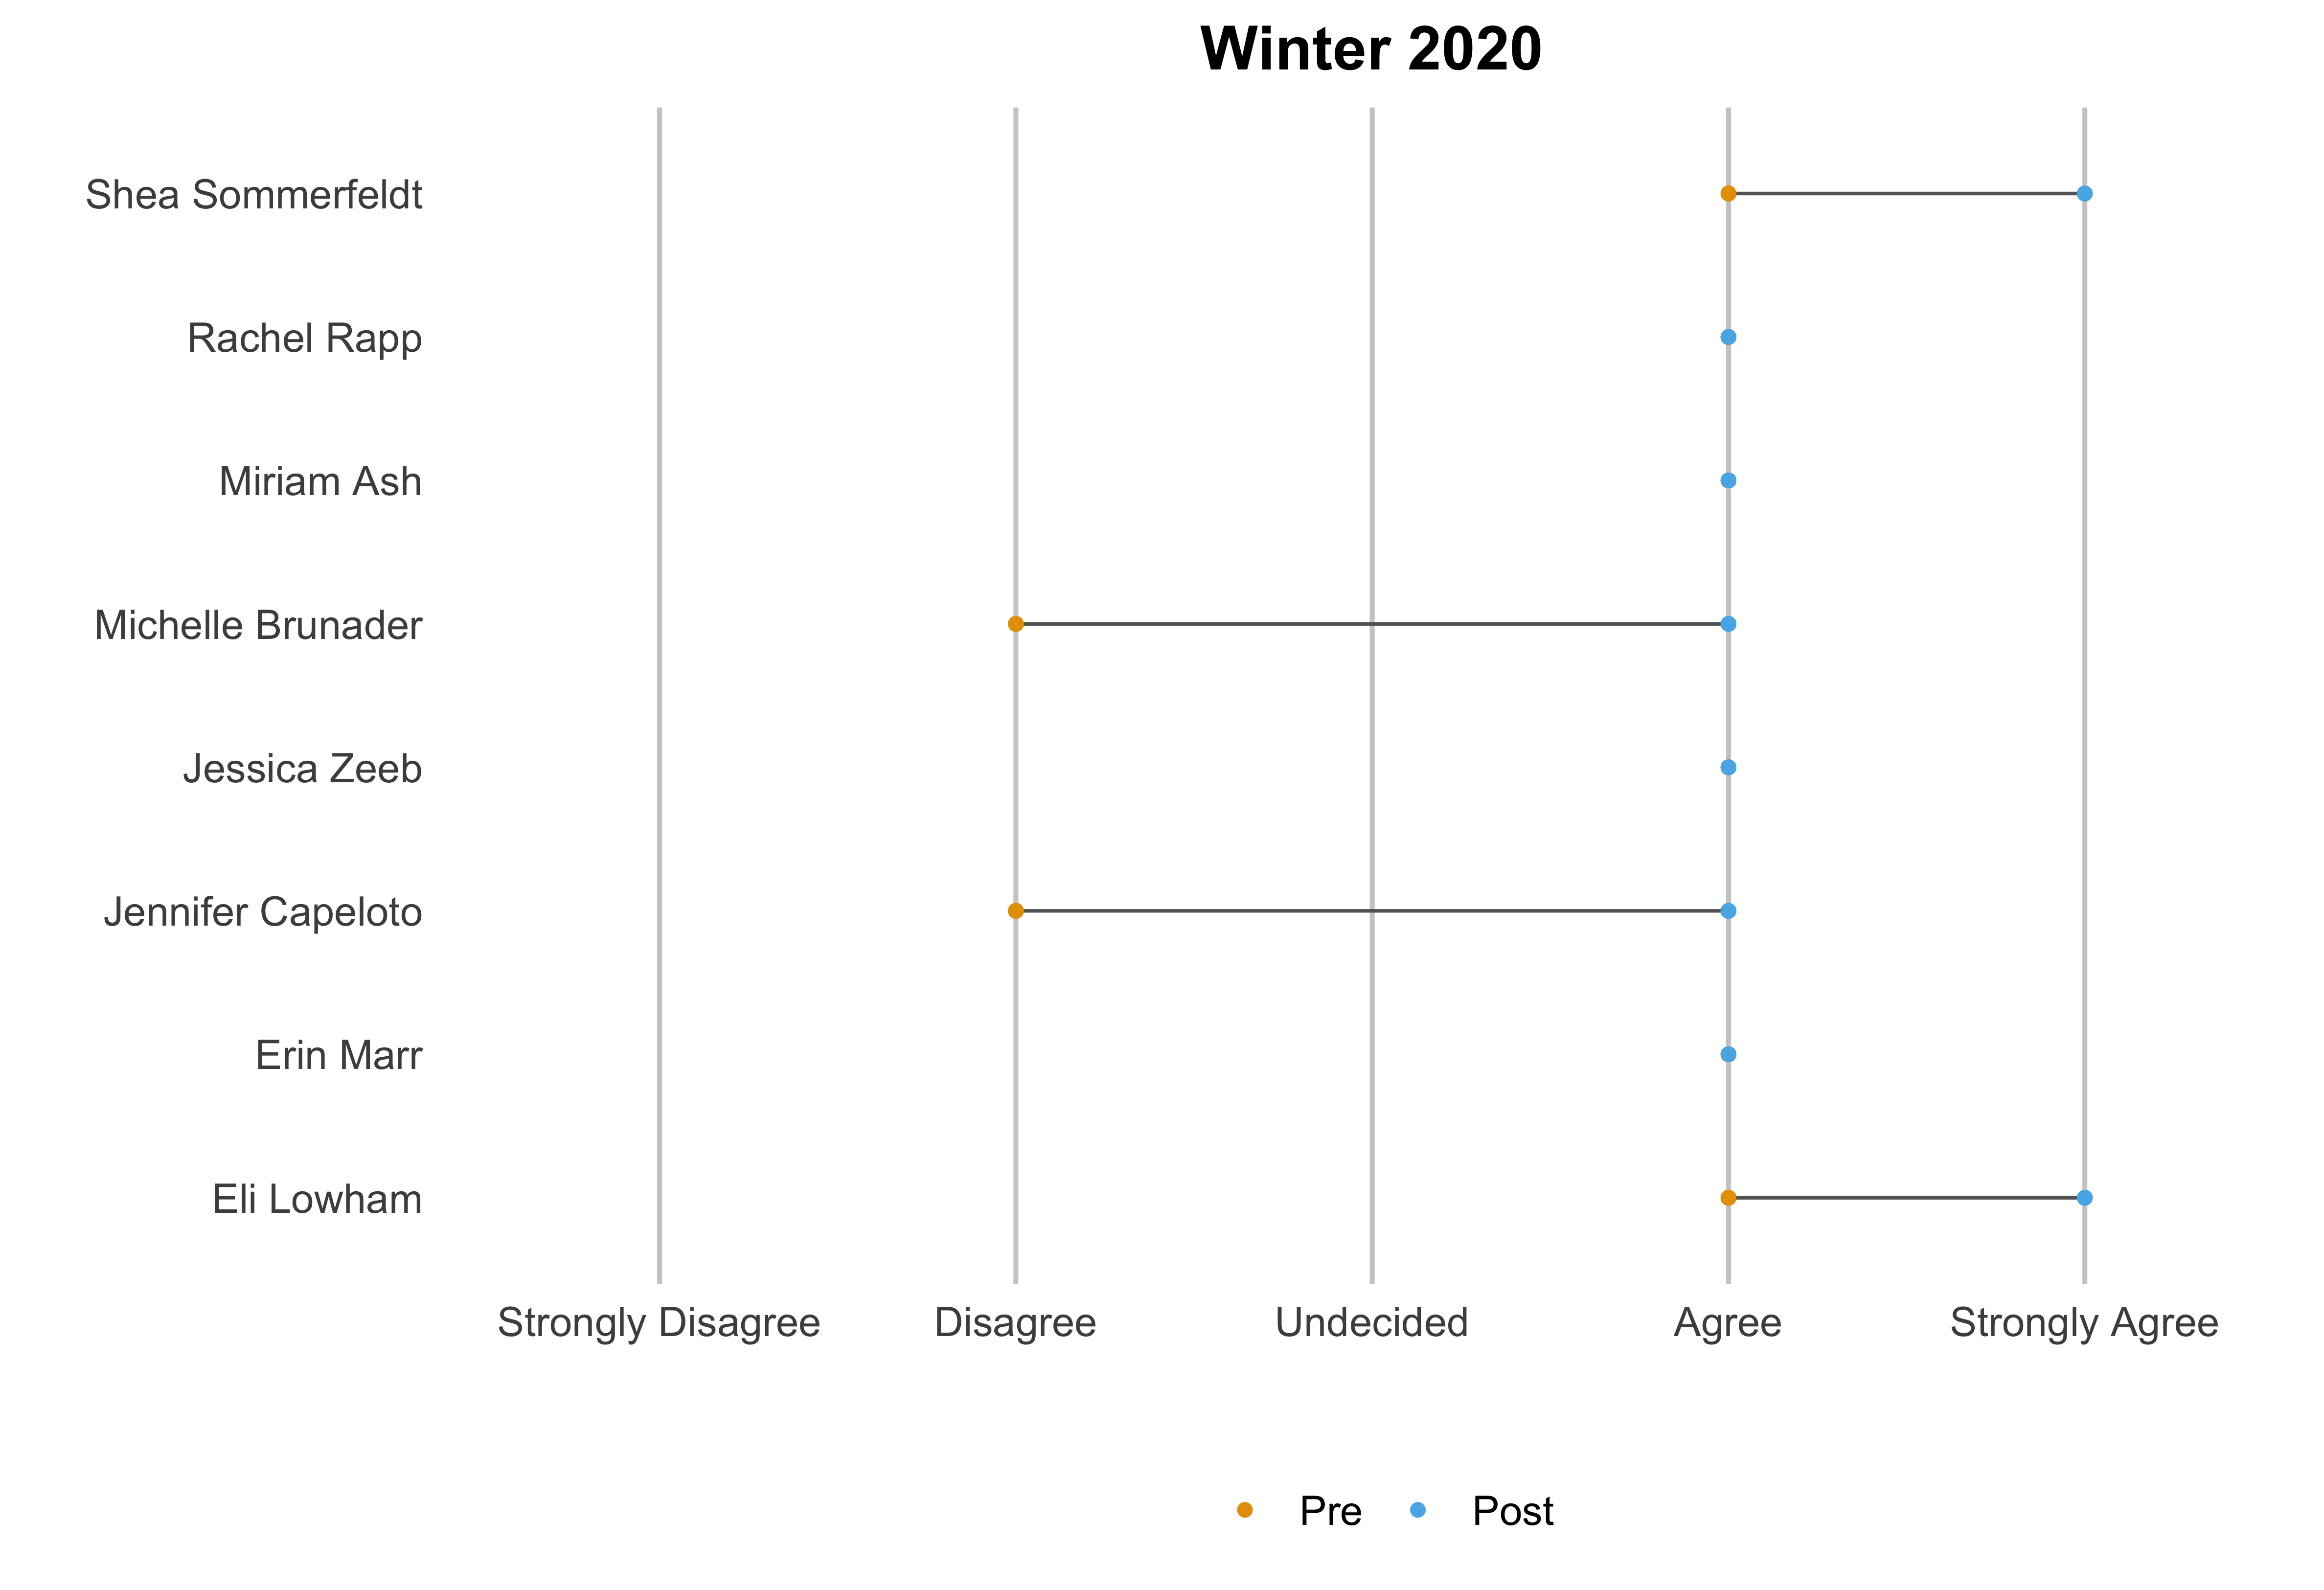 Winter 2020
Shea Sommerfeldt
Rachel Rapp
Miriam Ash
Michelle Brunader
Jessica Zeeb
Jennifer Capeloto
Erin Marr
Eli Lowham
Strongly Disagree Disagree Undecided Agree Strongly Agree
Pre Post